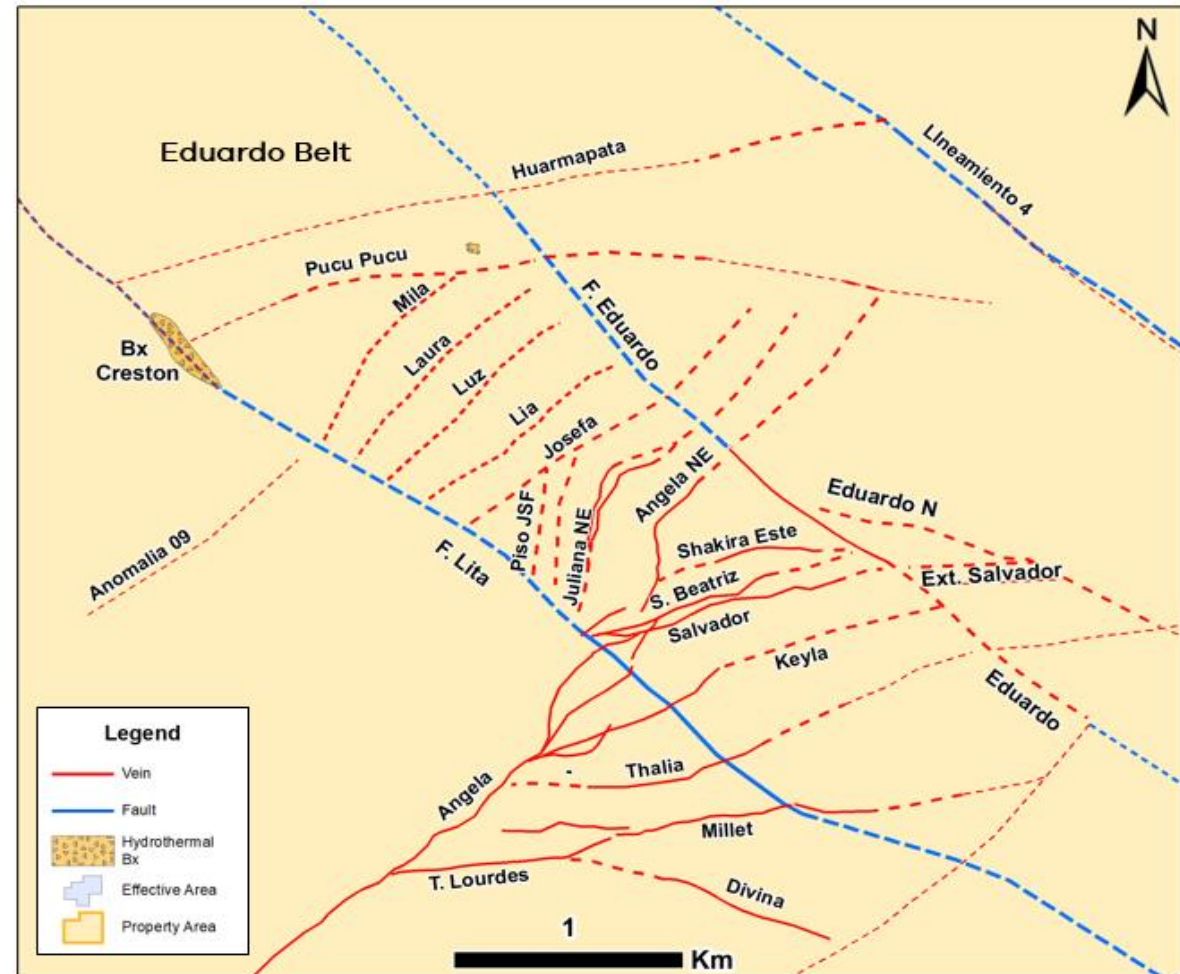 N
Eduardo Belt
Huarmapata
LIneamiento 4
Pucu Pucu
Mila
F. Eduardo
Bx
Creston
Laura
Luz
Lia
Josefa
Angela NE
Eduardo N
Piso JSF
Shakira Este
Anomalia 09
F. Lita
Juliana NE
S. Beatriz
Ext. Salvador
Salvador
Keyla
Eduardo
Thalia
Angela
Millet
T. Lourdes
Divina
Legend
Vein
Fault
Hydrothermal
Bx
Effective Area
Property Area
1
Km